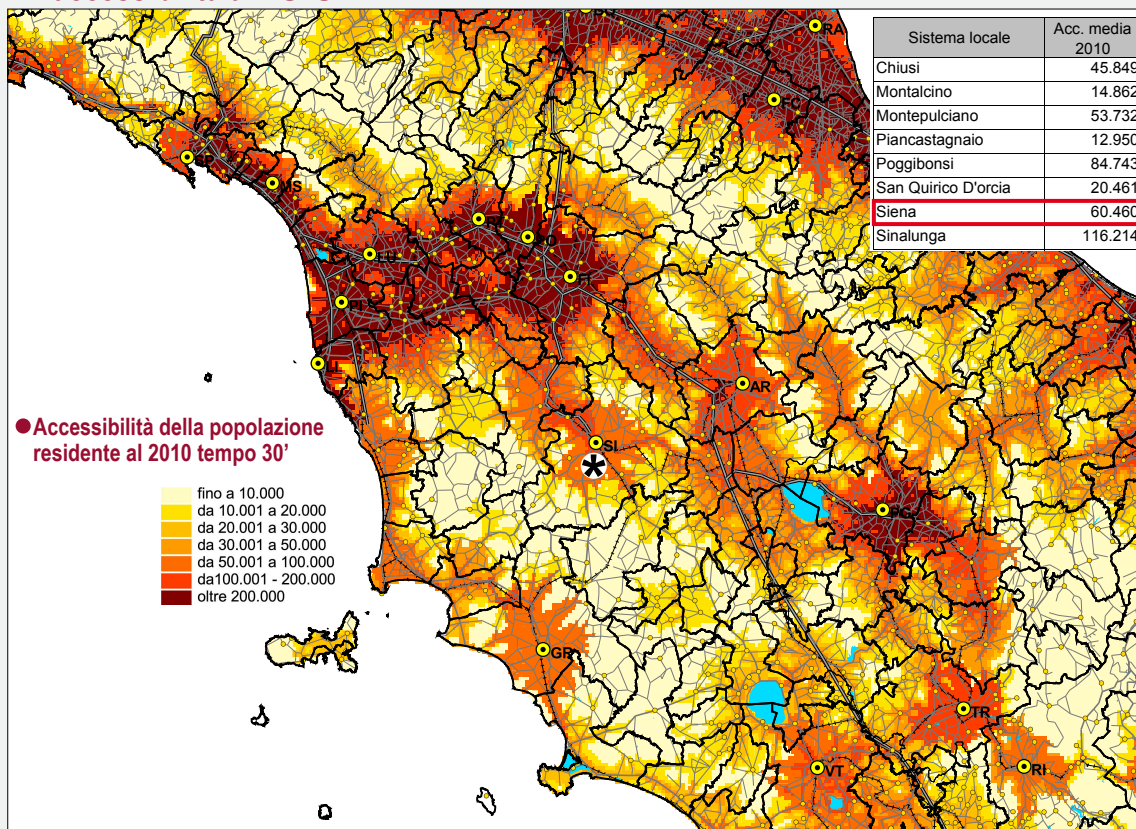 Sistema locale
Acc. media
2010
Chiusi 45.849
Montalcino 14.862
Montepulciano 53.732
Piancastagnaio 12.950
Poggibonsi 84.743
San Quirico D'orcia 20.461
Siena 60.460
Sinalunga 116.214
RA
FC
SP
MS
LU
PI
LI
AR
SI
PG
GR
TR
VT
RI
●Accessibilità della popolazione
residente al 2010 tempo 30’
fino a 10.000
da 10.001 a 20.000
da 20.001 a 30.000
da 30.001 a 50.000
da 50.001 a 100.000
da100.001 - 200.000
oltre 200.000